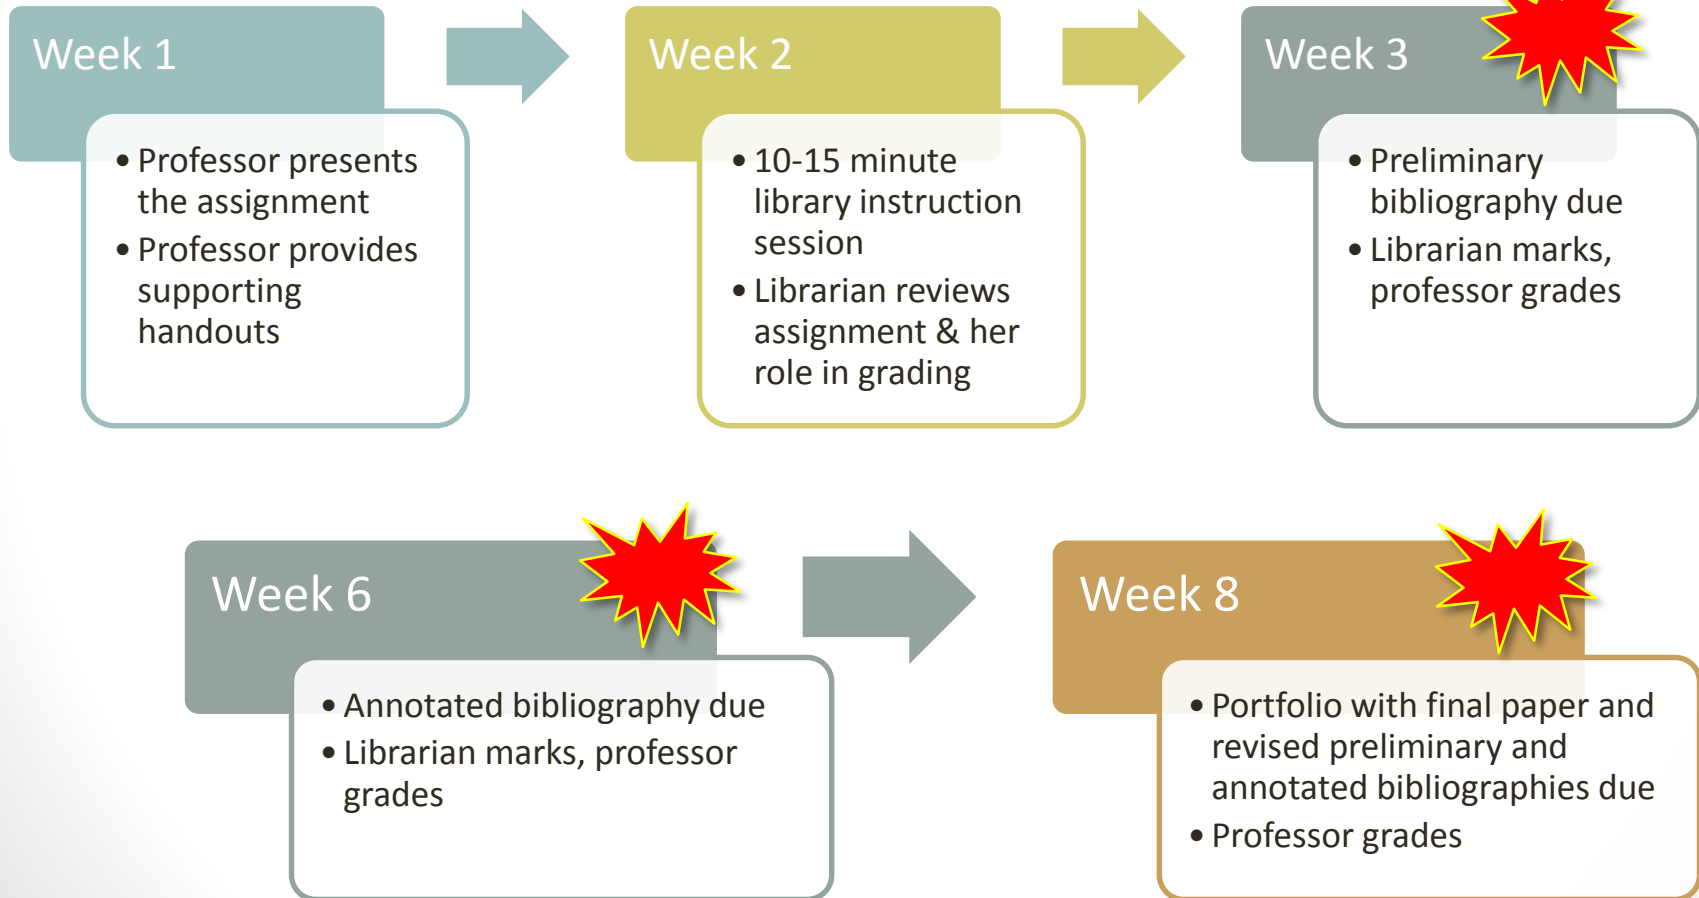 Week 1
• Professor presents
the assignment
• Professor provides
supporting
handouts
Week 2
• 10-15 minute
library instruction
session
• Librarian reviews
assignment & her
role in grading
Week 3
• Preliminary
bibliography due
• Librarian marks,
professor grades
Week 6
• Annotated bibliography due
• Librarian marks, professor
grades
Week 8
• Portfolio with final paper and
revised preliminary and
annotated bibliographies due
• Professor grades